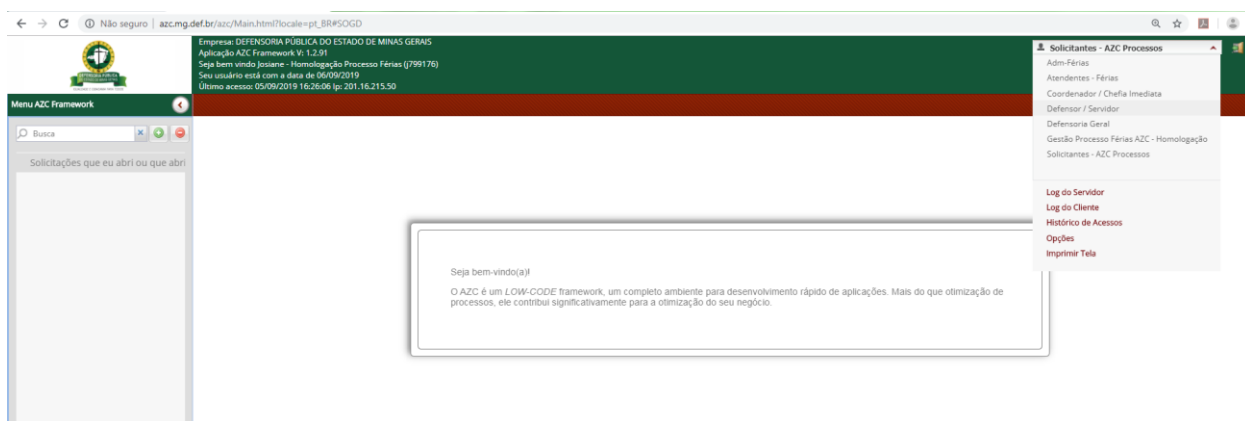 Não seguro | azc.mg.def.br/azc/Main.html?locale=pt_BR#SOGD
Empresa: DEFENSORIA PÚBLICA DO ESTADO DE MINAS GERAIS
Aplicação AZC Framework V: 1.2.91
Seja bem vindo Josiane - Homologação Processo Férias (j799176)
Seu usuário está com a data de 06/09/2019
Último acesso: 05/09/2019 16:26:06 Ip: 201.16.215.50
Solicitantes - AZC Processos
Adm-Férias
Atendentes - Férias
Coordenador / Chefia Imediata
Defensor / Servidor
Defensoria Geral
Gestão Processo Férias AZC - Homologação
Solicitantes - AZC Processos
Log do Servidor
Log do Cliente
Histórico de Acessos
Opções
Imprimir Tela
Menu AZC Framework
Busca
Solicitações que eu abri ou que abri
Seja bem-vindo(a)!
O AZC é um LOW-CODE framework, um completo ambiente para desenvolvimento rápido de aplicações. Mais do que otimização de
processos, ele contribui significativamente para a otimização do seu negócio.